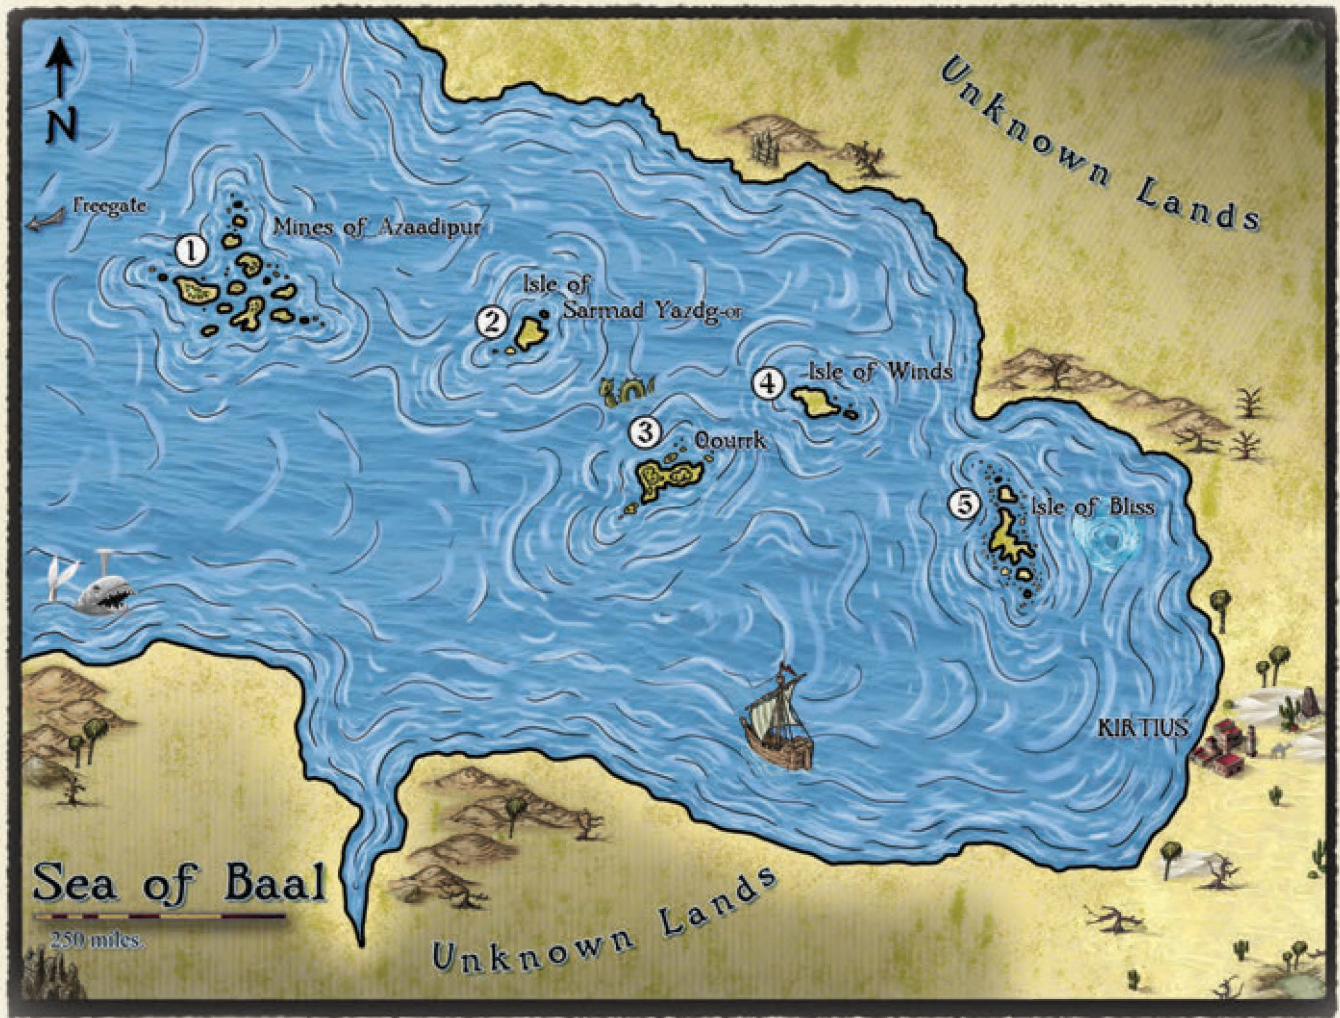 N
Unknown Lands
Freegate
Mines of Azaadipur
1
Isle of
Sarmad Yazdg-or
2
Isle of Winds
4
3
Qourrk
5
Isle of Bliss
KIRTIUS
Sea of Baal
250 miles.
Unknown Lands